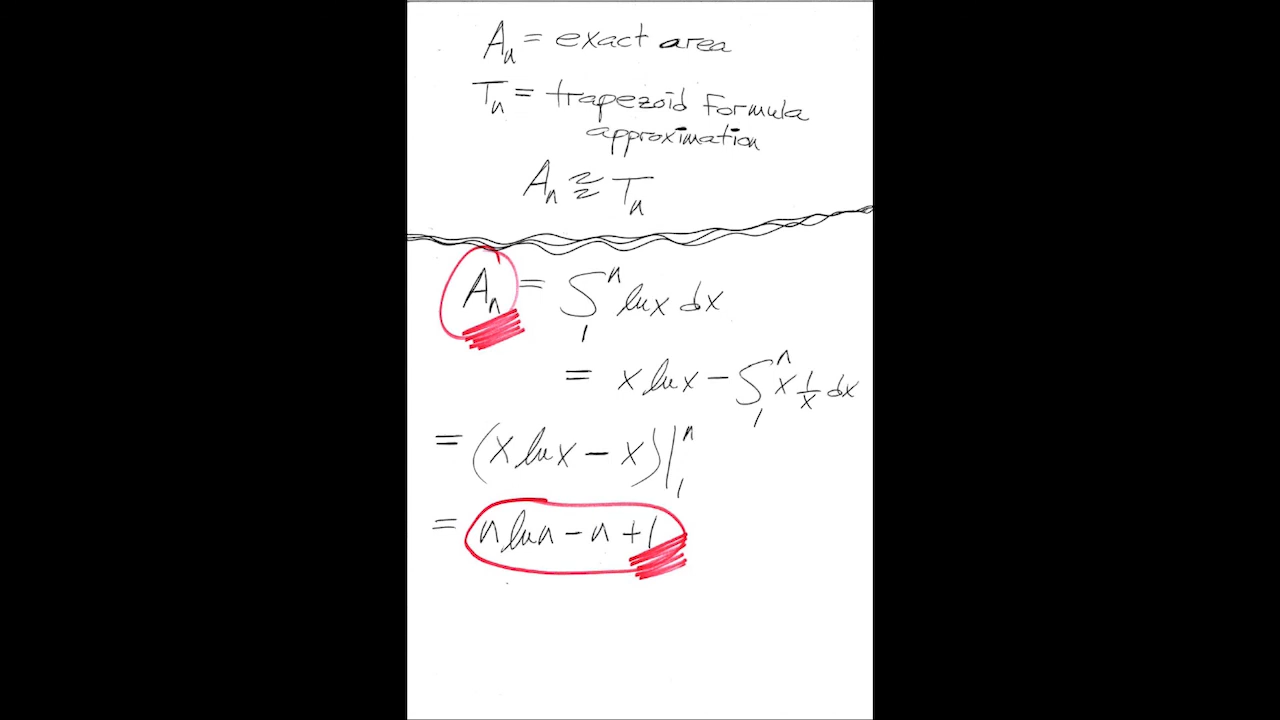 Aₙ = exact area
Tₙ = trapezoid formula
approximation
Aₙ ≈ Tₙ
Aₙ = ∫₁ⁿ ln x dx
= x ln x − ∫₁ⁿ x 1/x dx
= (x ln x − x)|₁ⁿ
= n ln n − n + 1